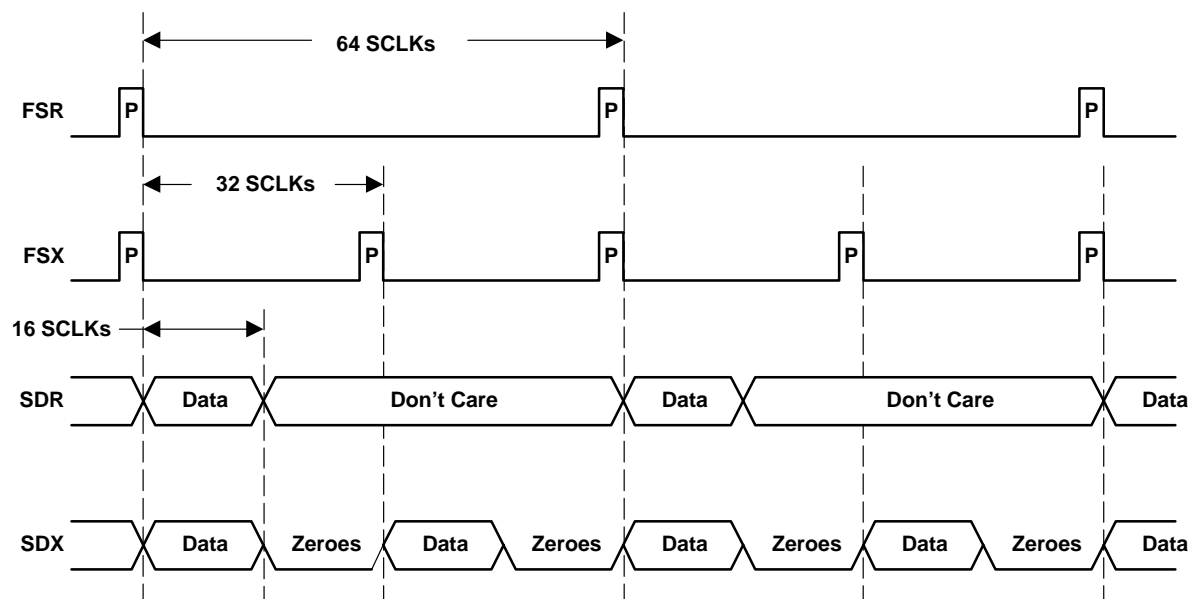 64 SCLKs
FSR P P P
32 SCLKs
FSX P P P P P
16 SCLKs
SDR Data Don't Care Data Don't Care Data
SDX Data Zeroes Data Zeroes Data Zeroes Data Zeroes Data